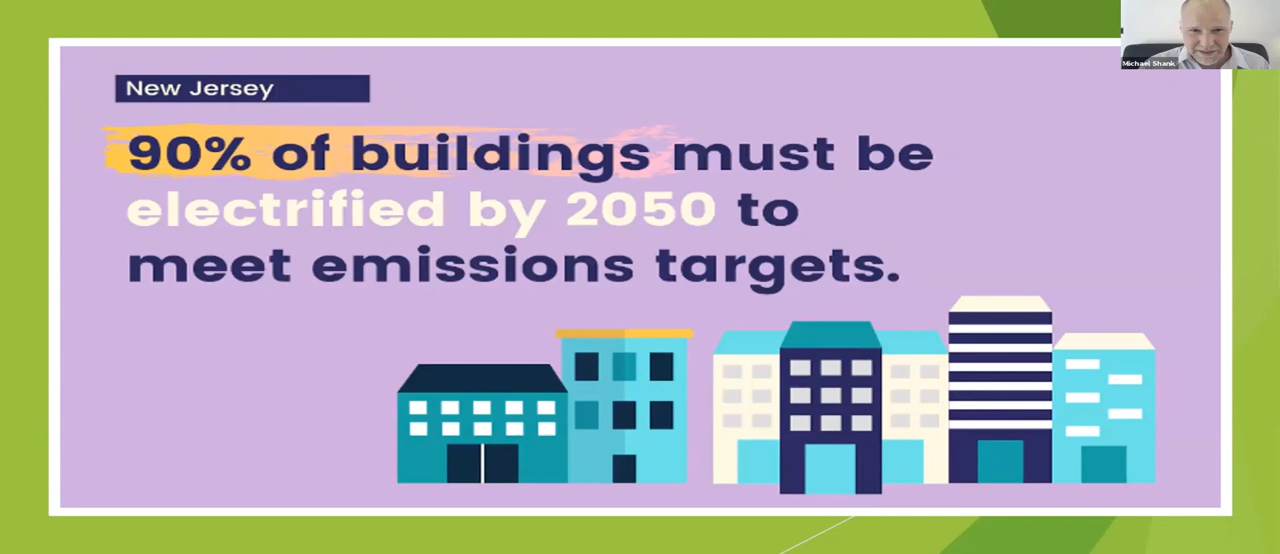 New Jersey
90% of buildings must be
electrified by 2050 to
meet emissions targets.
Michael Shank